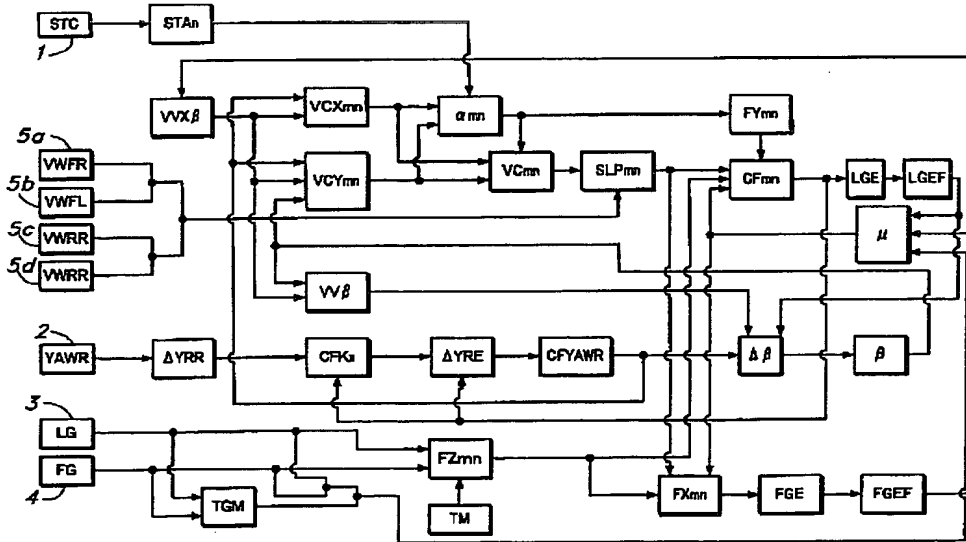 STC
STAn
1
VVXβ
VCXmn
αmn
FYmn
5a
VWFR
5b
VWFL
5c
VWRR
5d
VWRR
VCYmn
VCmn
SLPmn
CFmn
LGE
LGEF
μ
VVβ
2
YAWR
ΔYRR
CFKs
ΔYRE
CFYAWR
Δβ
β
3
LG
FG
4
TGM
FZmn
TM
FXmn
FGE
FGEF